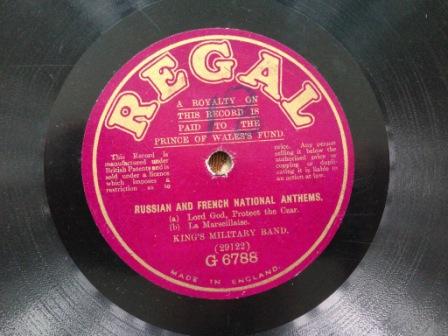 REGAL
A ROYALTY ON
THIS RECORD IS
PAID TO THE
PRINCE OF WALES'S FUND.
This Record is
manufactured under
British Patents and is
sold under a licence
which imposes a
restriction as to
price. Any owner
selling it below the
authorised price or
copying or dupli-
cating it is liable to
an action at law.
RUSSIAN AND FRENCH NATIONAL ANTHEMS.
(a) Lord God, Protect the Czar.
(b) La Marseillaise.
KING'S MILITARY BAND.
(29122)
G 6788
MADE IN ENGLAND.